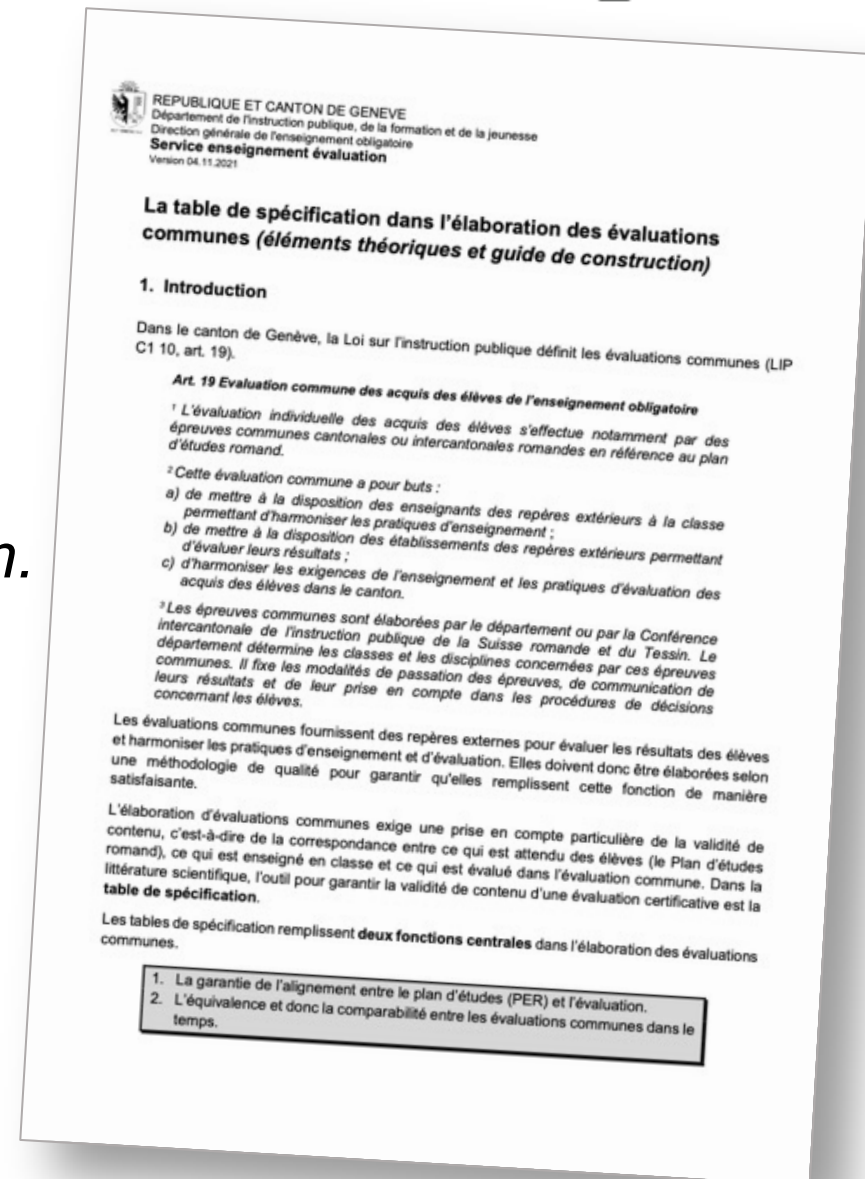 REPUBLIQUE ET CANTON DE GENEVE
Département de l'instruction publique, de la formation et de la jeunesse
Direction générale de l'enseignement obligatoire
Service enseignement évaluation
Version 04.11.2021
La table de spécification dans l'élaboration des évaluations
communes (éléments théoriques et guide de construction)
1. Introduction
Dans le canton de Genève, la Loi sur l'instruction publique définit les évaluations communes (LIP
C1 10, art. 19).
Art. 19 Evaluation commune des acquis des élèves de l'enseignement obligatoire
¹ L'évaluation individuelle des acquis des élèves s'effectue notamment par des
épreuves communes cantonales ou intercantonales romandes en référence au plan
d'études romand.
² Cette évaluation commune a pour buts :
a) de mettre à la disposition des enseignants des repères extérieurs à la classe
permettant d'harmoniser les pratiques d'enseignement ;
b) de mettre à la disposition des établissements des repères extérieurs permettant
d'évaluer leurs résultats ;
c) d'harmoniser les exigences de l'enseignement et les pratiques d'évaluation des
acquis des élèves dans le canton.
n.
³ Les épreuves communes sont élaborées par le département ou par la Conférence
intercantonale de l'instruction publique de la Suisse romande et du Tessin. Le
département détermine les classes et les disciplines concernées par ces épreuves
communes. Il fixe les modalités de passation des épreuves, de communication de
leurs résultats et de leur prise en compte dans les procédures de décisions
concernant les élèves.
Les évaluations communes fournissent des repères externes pour évaluer les résultats des élèves
et harmoniser les pratiques d'enseignement et d'évaluation. Elles doivent donc être élaborées selon
une méthodologie de qualité pour garantir qu'elles remplissent cette fonction de manière
satisfaisante.
L'élaboration d'évaluations communes exige une prise en compte particulière de la validité de
contenu, c'est-à-dire de la correspondance entre ce qui est attendu des élèves (le Plan d'études
romand), ce qui est enseigné en classe et ce qui est évalué dans l'évaluation commune. Dans la
littérature scientifique, l'outil pour garantir la validité de contenu d'une évaluation certificative est la
table de spécification.
Les tables de spécification remplissent deux fonctions centrales dans l'élaboration des évaluations
communes.
1. La garantie de l'alignement entre le plan d'études (PER) et l'évaluation.
2. L'équivalence et donc la comparabilité entre les évaluations communes dans le
temps.